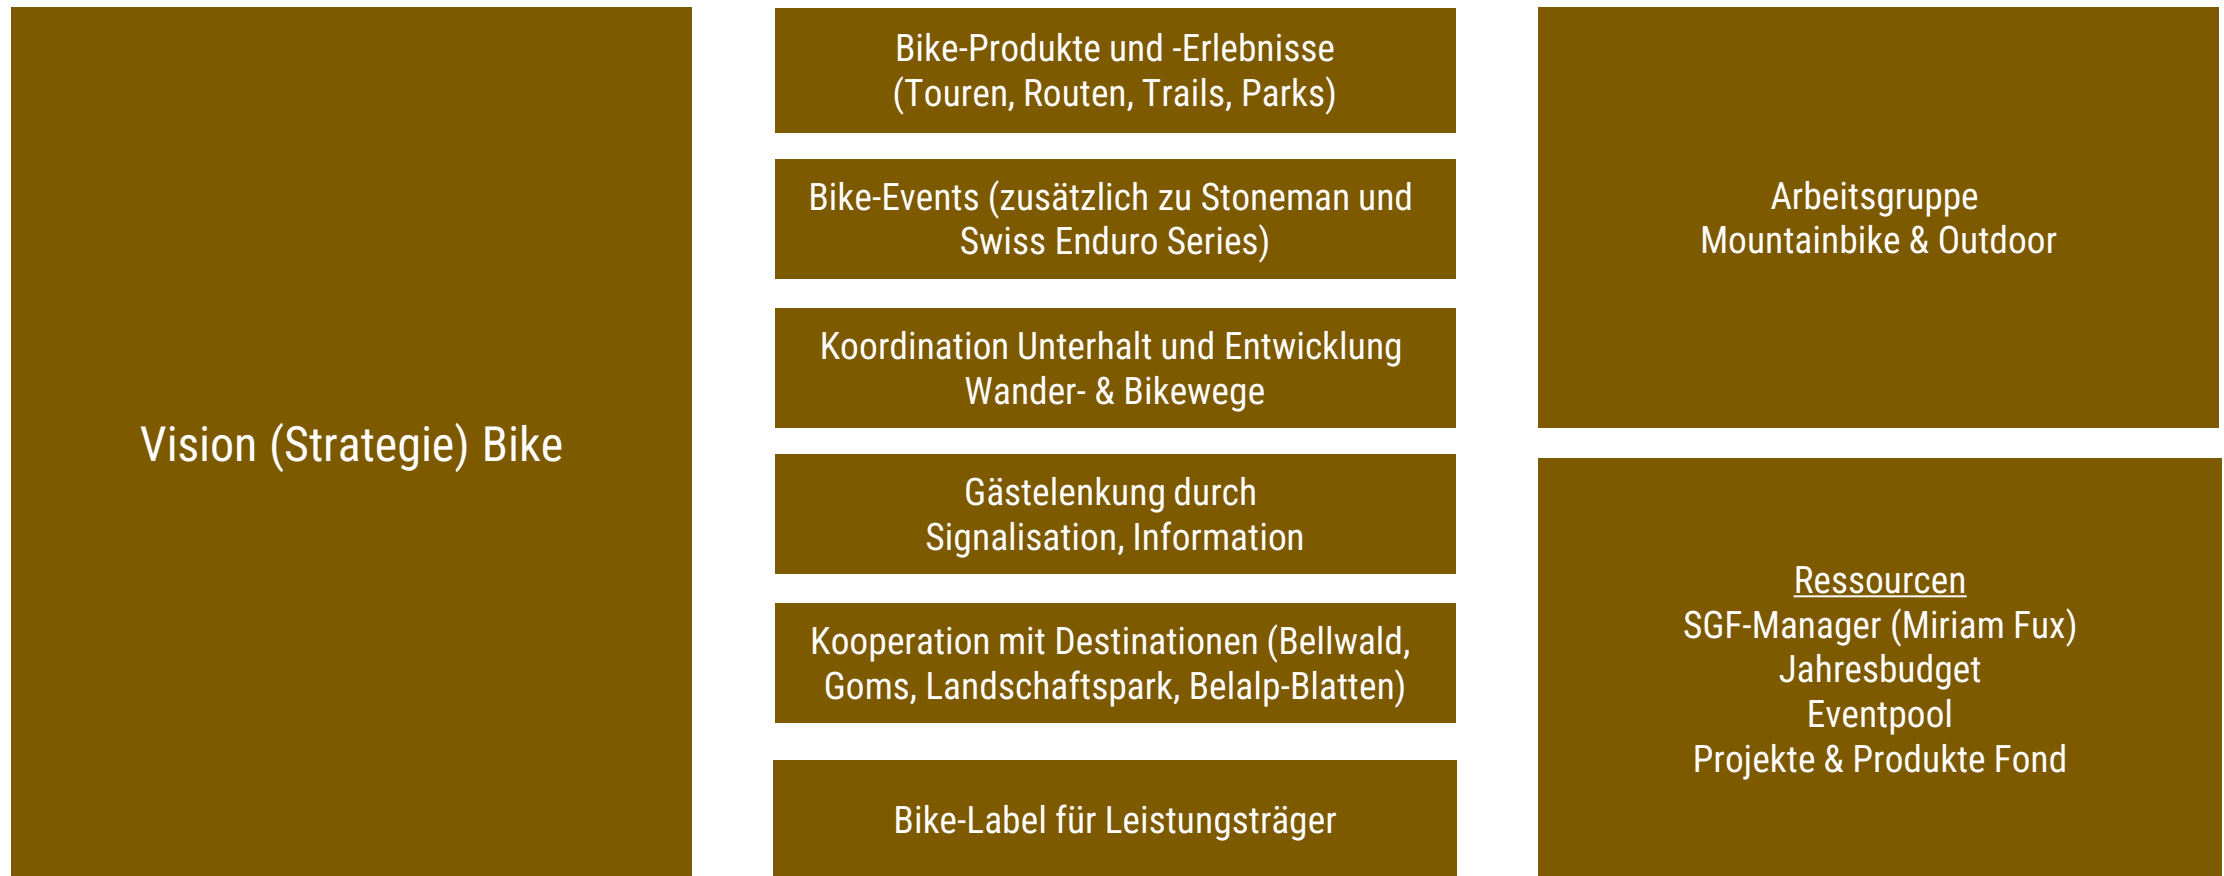 Vision (Strategie) Bike
Bike-Produkte und -Erlebnisse
(Touren, Routen, Trails, Parks)
Bike-Events (zusätzlich zu Stoneman und
Swiss Enduro Series)
Koordination Unterhalt und Entwicklung
Wander- & Bikewege
Gästelenkung durch
Signalisation, Information
Kooperation mit Destinationen (Bellwald,
Goms, Landschaftspark, Belalp-Blatten)
Bike-Label für Leistungsträger
Arbeitsgruppe
Mountainbike & Outdoor
Ressourcen
SGF-Manager (Miriam Fux)
Jahresbudget
Eventpool
Projekte & Produkte Fond